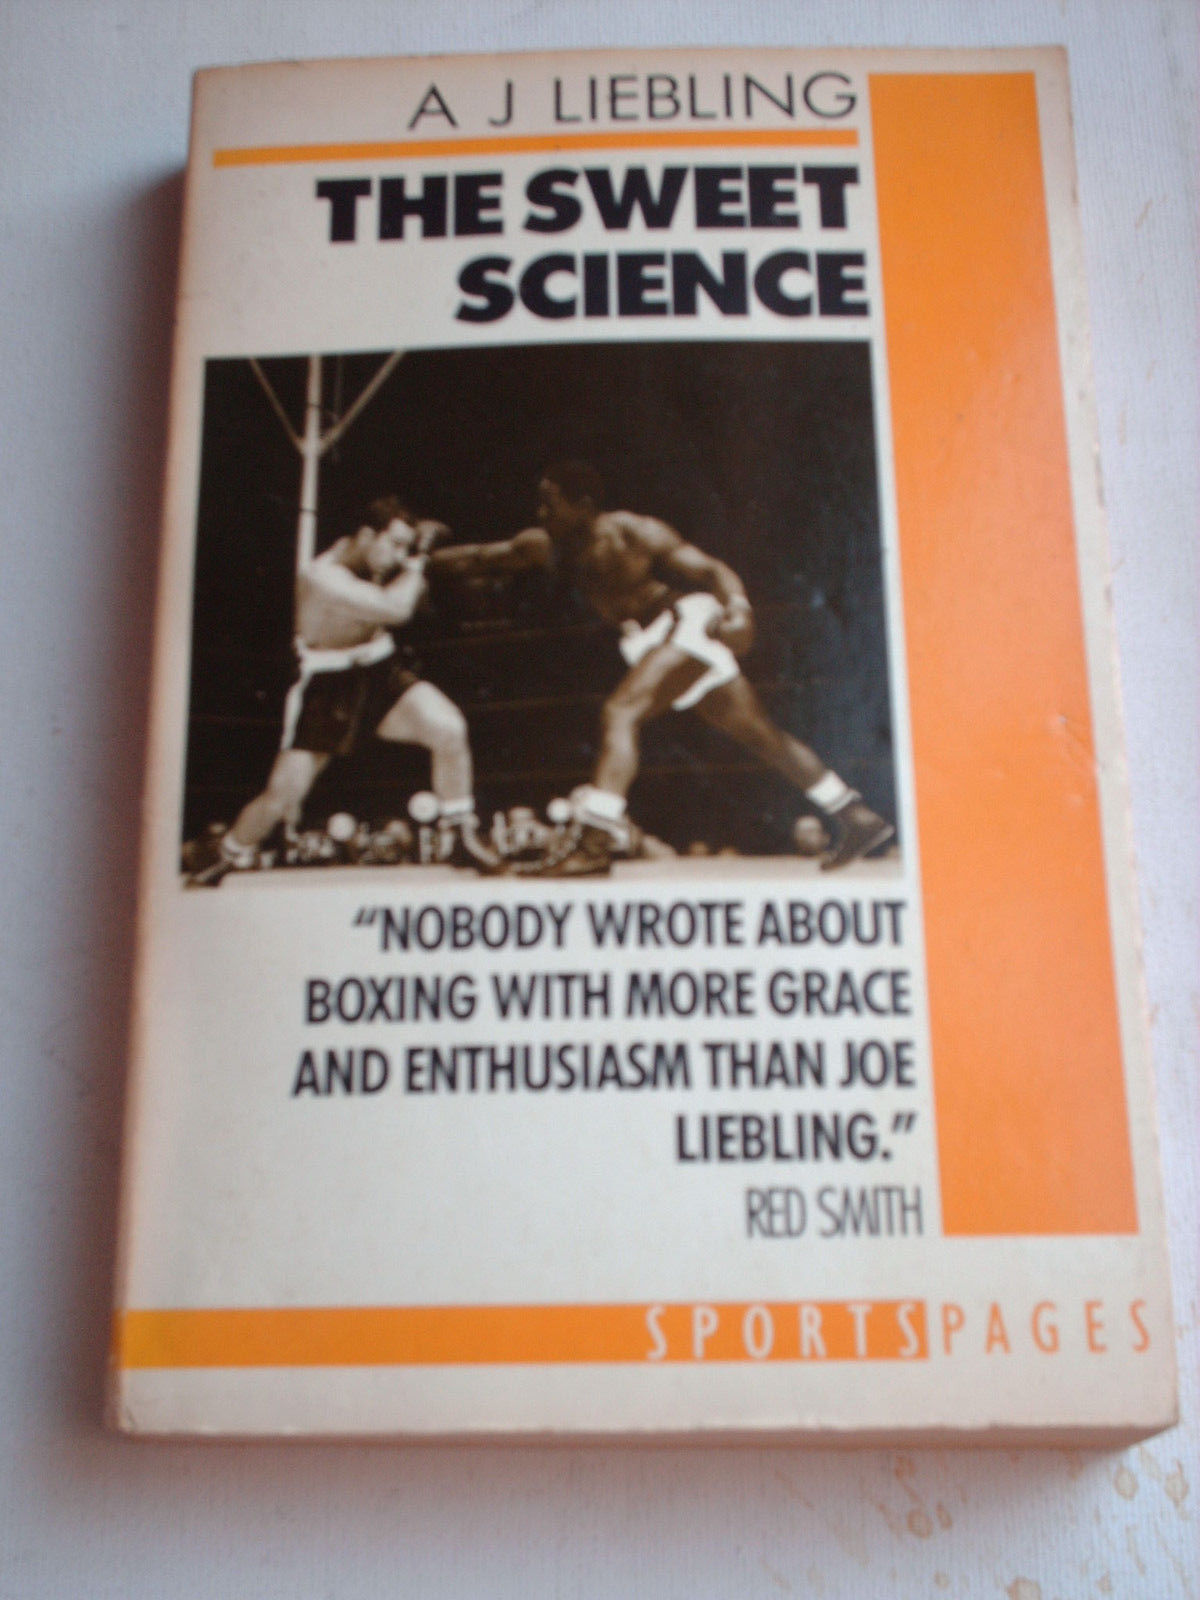 A J LIEBLING
THE SWEET
SCIENCE
“NOBODY WROTE ABOUT
BOXING WITH MORE GRACE
AND ENTHUSIASM THAN JOE
LIEBLING.”
RED SMITH
SPORTSPAGES